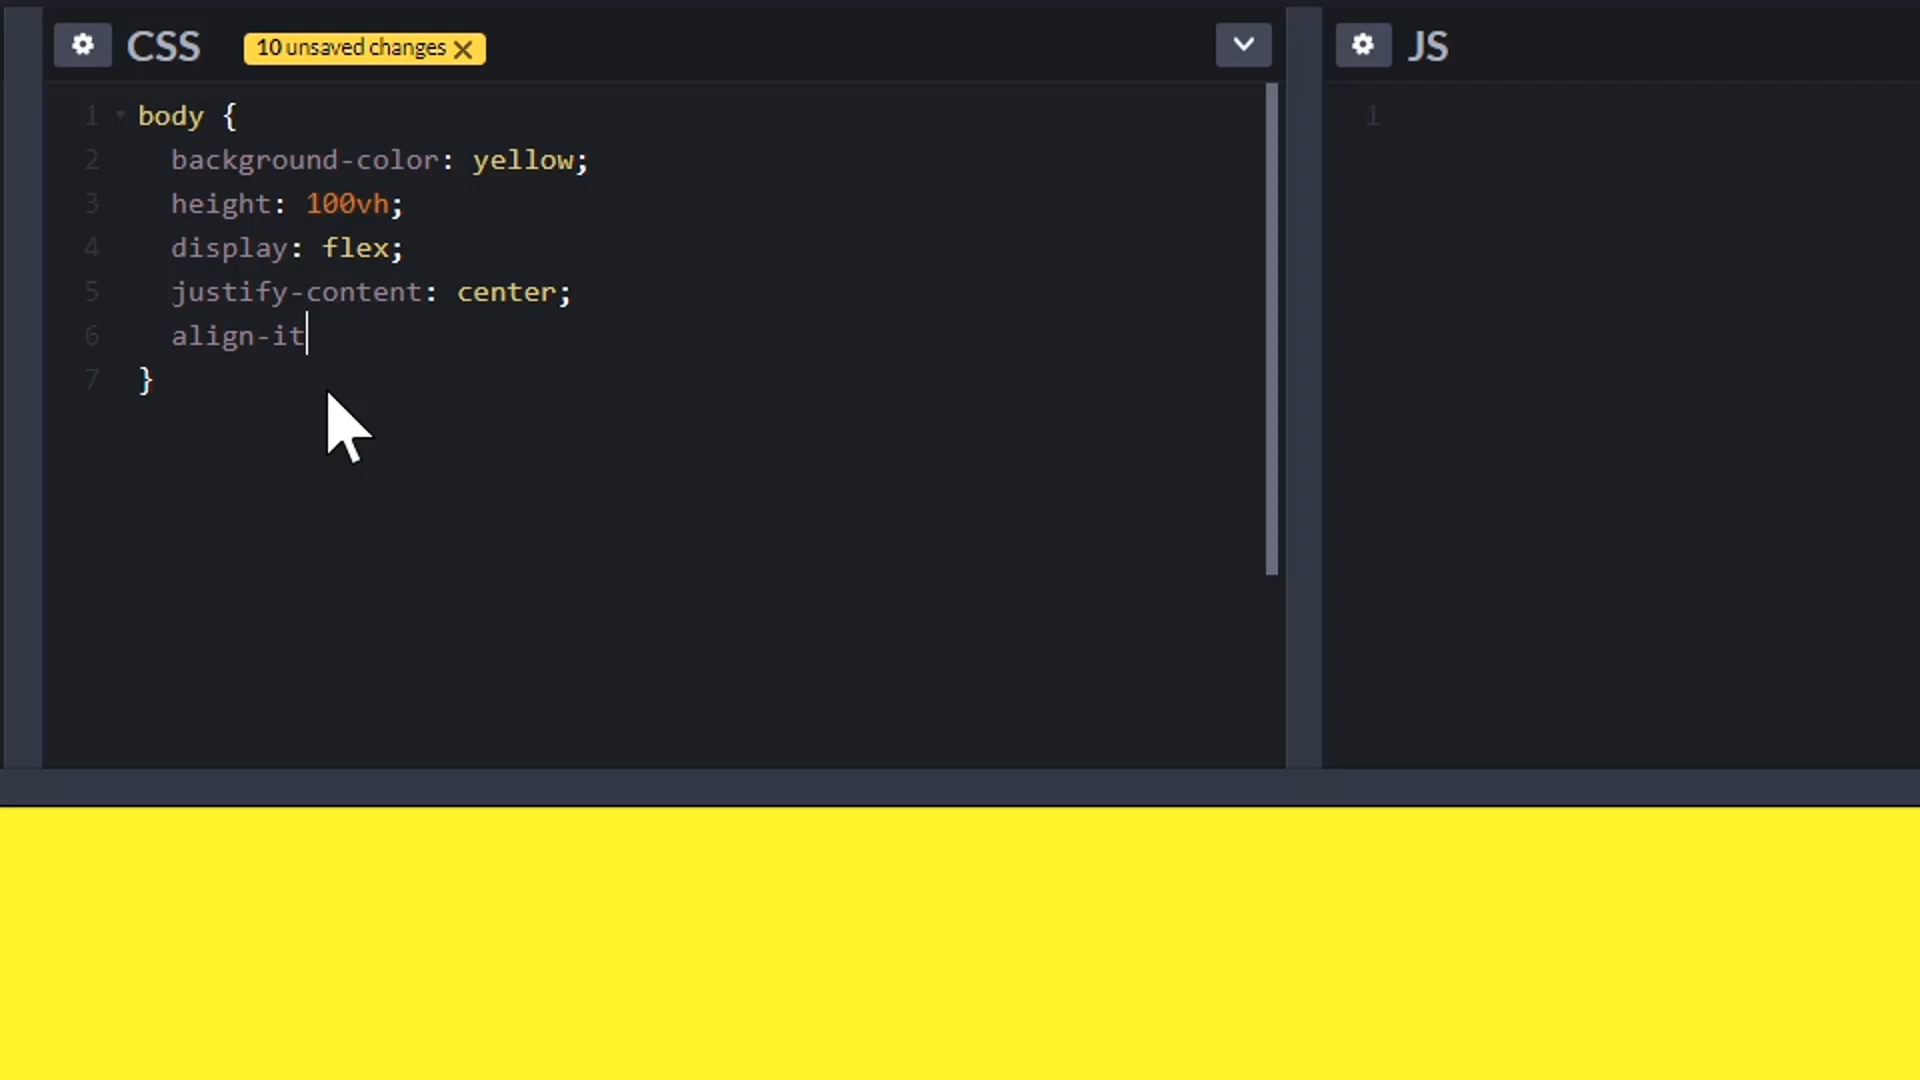 CSS
10 unsaved changes
JS
1 body {
2 background-color: yellow;
3 height: 100vh;
4 display: flex;
5 justify-content: center;
6 align-it
7 }
1